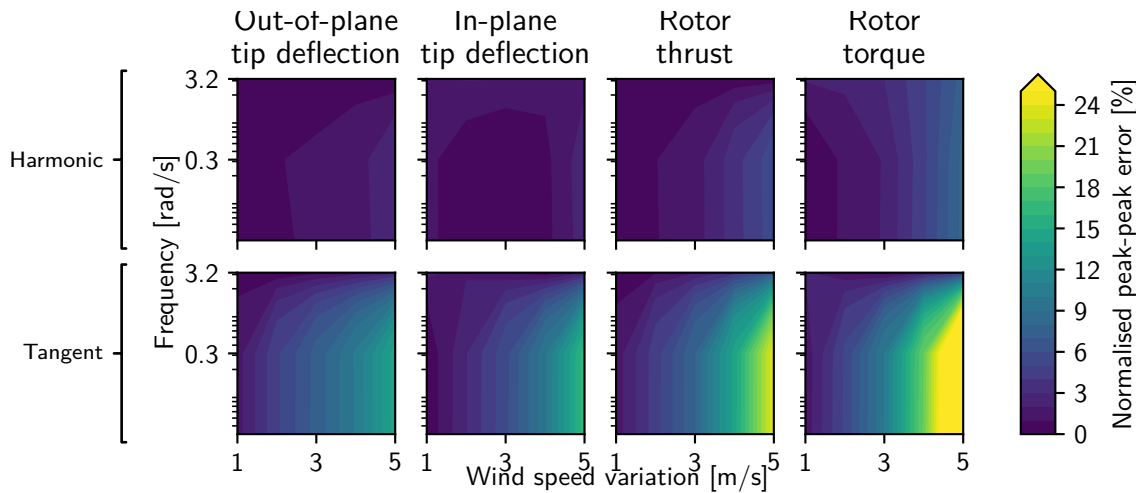 Out-of-plane
tip deflection
In-plane
tip deflection
Rotor
thrust
Rotor
torque
Harmonic
Tangent
Frequency [rad/s]
3.2
0.3
3.2
0.3
1 3 5
1 3 5
1 3 5
1 3 5
Wind speed variation [m/s]
24
21
18
15
12
9
6
3
0
Normalised peak-peak error [%]